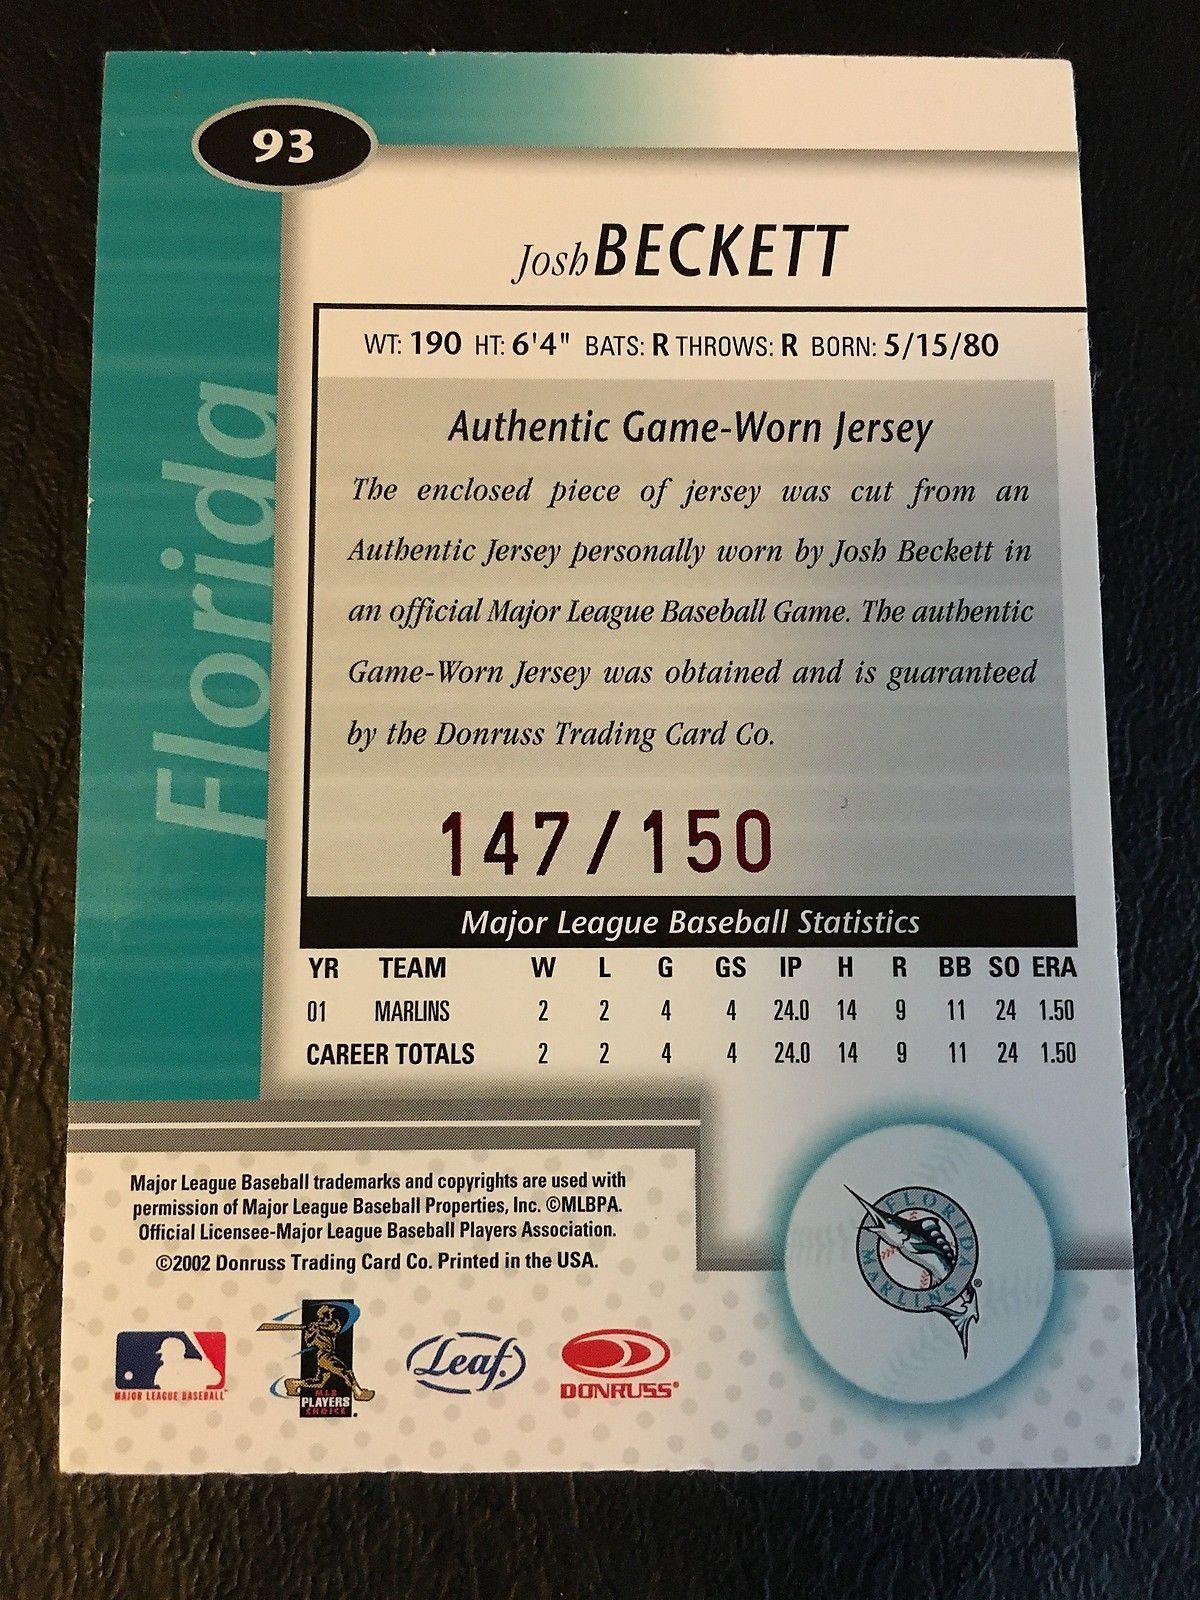 93
Josh BECKETT
WT: 190 HT: 6'4" BATS: R THROWS: R BORN: 5/15/80
Florida
Authentic Game-Worn Jersey
The enclosed piece of jersey was cut from an
Authentic Jersey personally worn by Josh Beckett in
an official Major League Baseball Game. The authentic
Game-Worn Jersey was obtained and is guaranteed
by the Donruss Trading Card Co.
147/150
Major League Baseball Statistics
YR TEAM W L G GS IP H R BB SO ERA
01 MARLINS 2 2 4 4 24.0 14 9 11 24 1.50
CAREER TOTALS 2 2 4 4 24.0 14 9 11 24 1.50
Major League Baseball trademarks and copyrights are used with
permission of Major League Baseball Properties, Inc. ©MLBPA.
Official Licensee-Major League Baseball Players Association.
©2002 Donruss Trading Card Co. Printed in the USA.
FLORIDA
MARLINS®
MAJOR LEAGUE BASEBALL™
MLB
PLAYERS
CHOICE
Leaf.
DONRUSS®